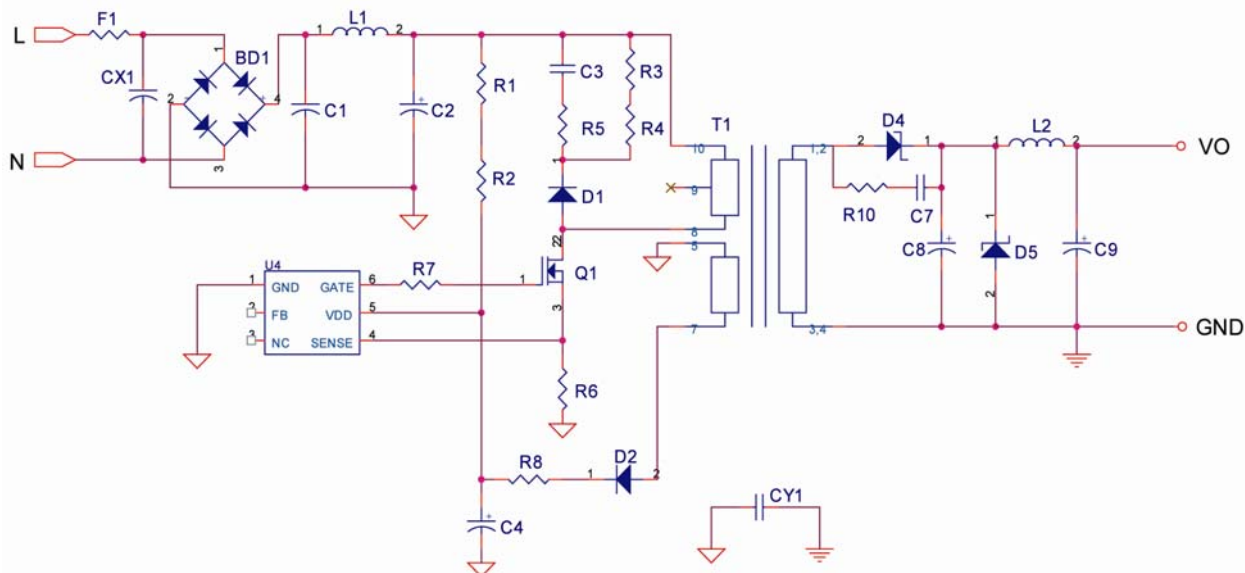 F1
L1
L
1
2
1
BD1
R1
C3
R3
CX1
2
4
C1
C2
R5
R4
T1
D4
L2
3
N
10
1,2
2
1
1
2
VO
1
R2
D1
9
R10
C7
1
22
8
5
C8
D5
C9
U4
R7
Q1
1
GND
GATE
6
1
2
FB
VDD
5
3
2
3
NC
SENSE
4
7
3,4
GND
R6
R8
D2
1
2
C4
CY1